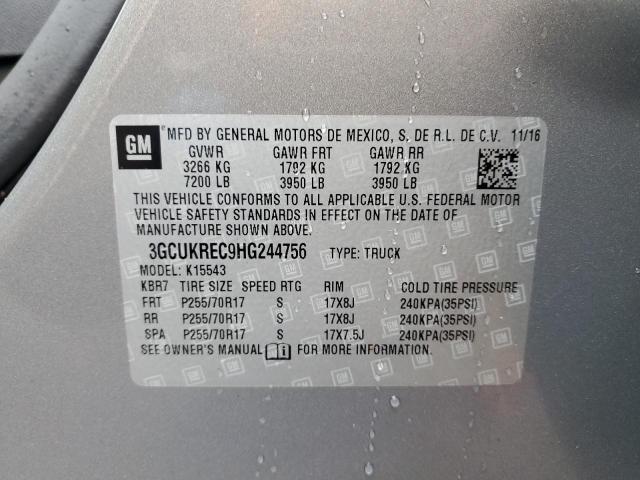 GM ®MFD BY GENERAL MOTORS DE MEXICO, S. DE R.L. DE C.V. 11/16
GVWR GAWR FRT GAWR RR
3266 KG 1792 KG 1792 KG
7200 LB 3950 LB 3950 LB
THIS VEHICLE CONFORMS TO ALL APPLICABLE U.S. FEDERAL MOTOR
VEHICLE SAFETY STANDARDS IN EFFECT ON THE DATE OF
MANUFACTURE SHOWN ABOVE.
3GCUKREC9HG244756 TYPE: TRUCK
MODEL: K15543
KBR7 TIRE SIZE SPEED RTG RIM COLD TIRE PRESSURE
FRT P255/70R17 S 17X8J 240KPA(35PSI)
RR P255/70R17 S 17X8J 240KPA(35PSI)
SPA P255/70R17 S 17X7.5J 240KPA(35PSI)
SEE OWNER'S MANUAL FOR MORE INFORMATION.